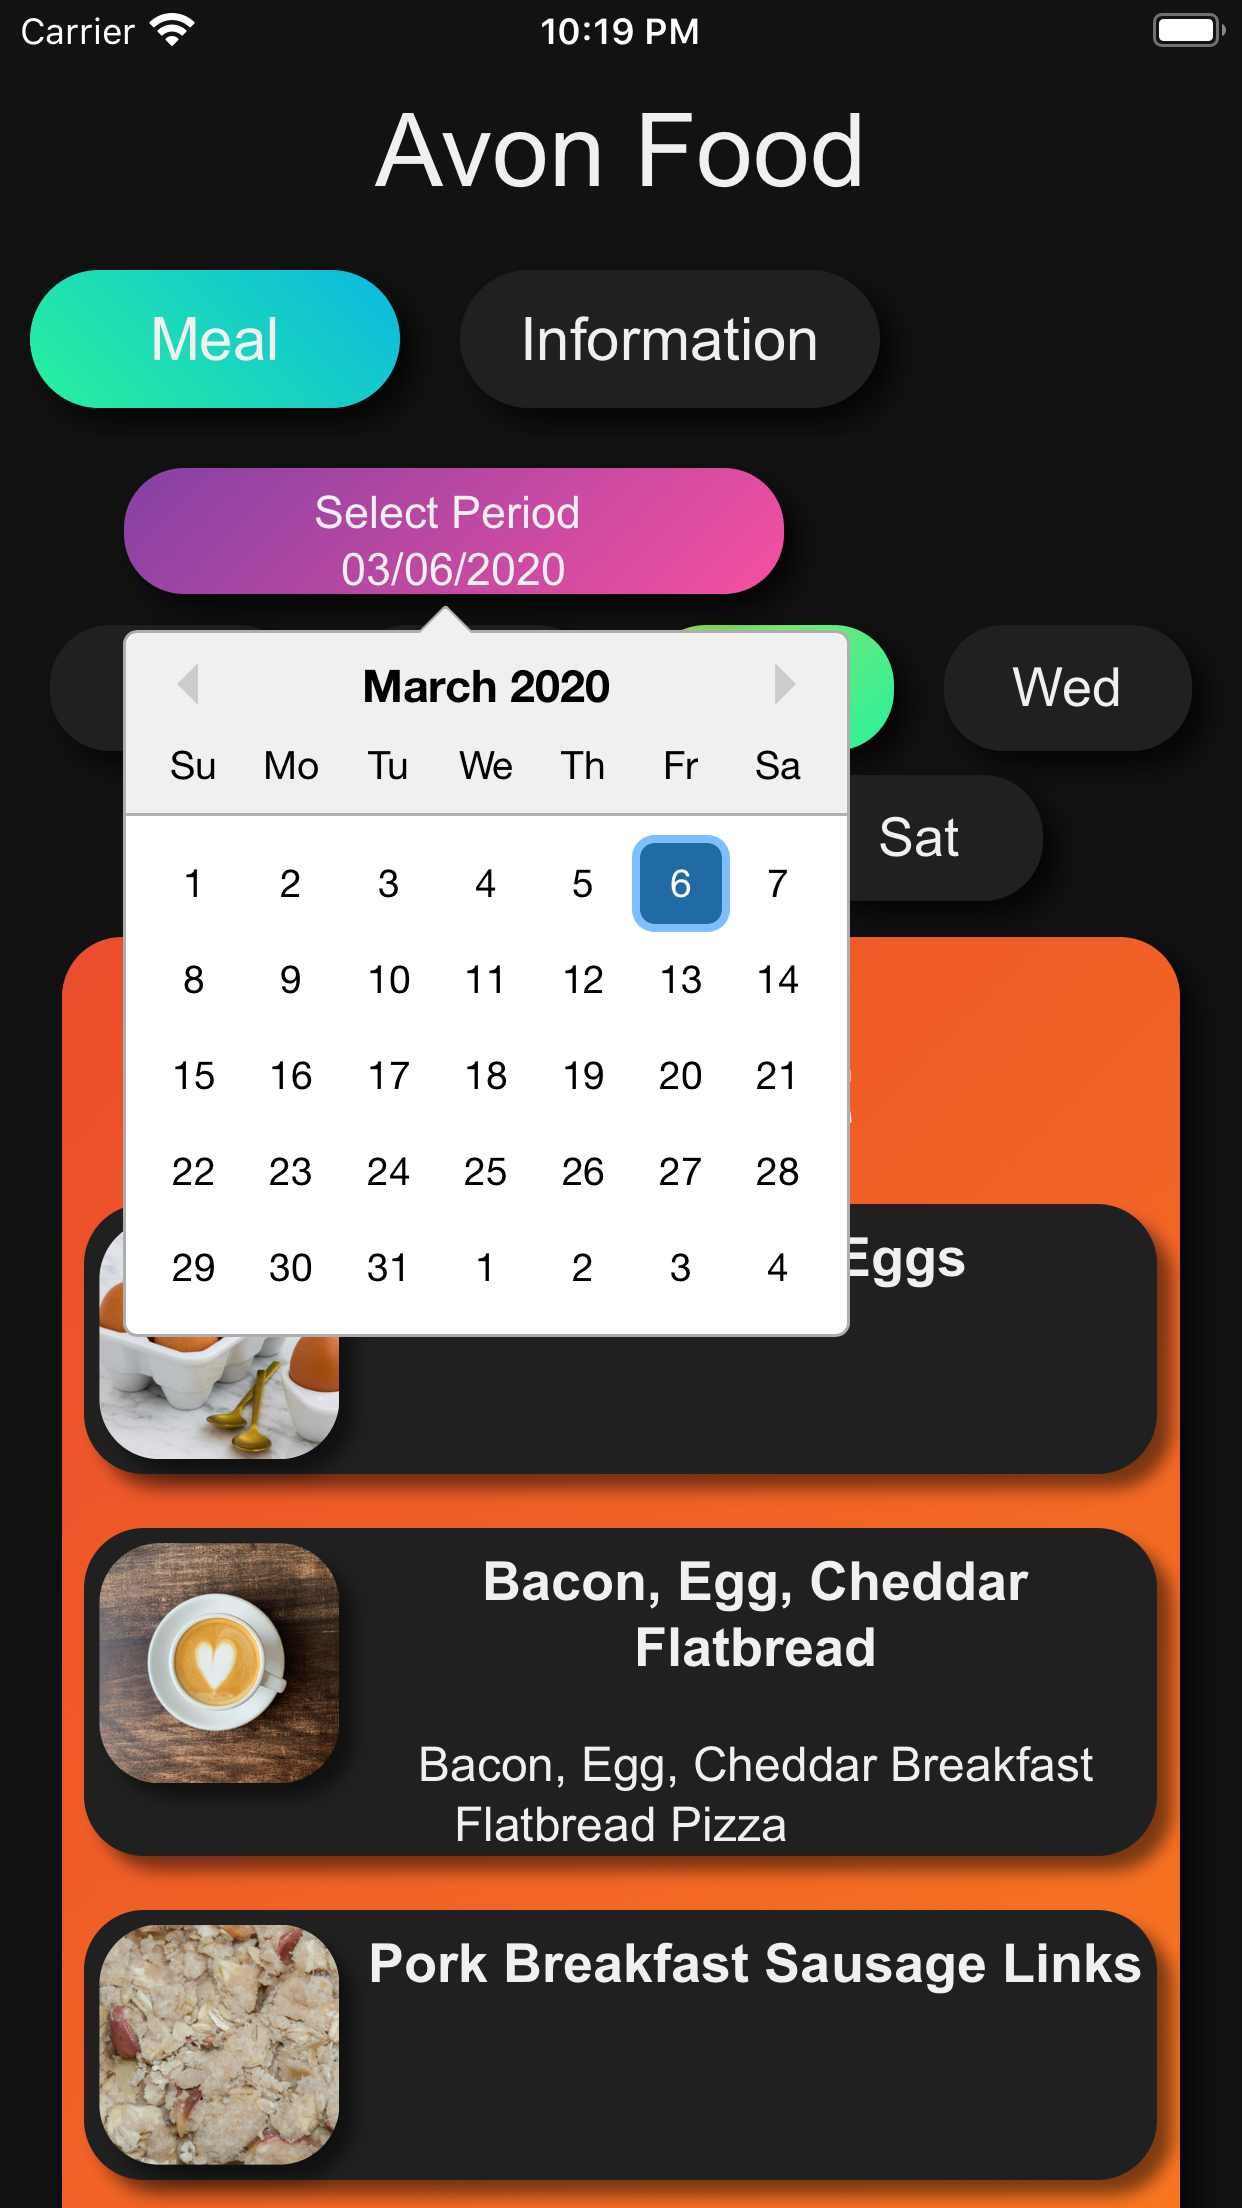 Carrier 10:19 PM
Avon Food
Meal Information
Select Period
03/06/2020
Wed
March 2020
Su Mo Tu We Th Fr Sa
Sat
1 2 3 4 5 6 7
8 9 10 11 12 13 14
15 16 17 18 19 20 21
22 23 24 25 26 27 28
29 30 31 1 2 3 4
Eggs
Bacon, Egg, Cheddar
Flatbread
Bacon, Egg, Cheddar Breakfast
Flatbread Pizza
Pork Breakfast Sausage Links